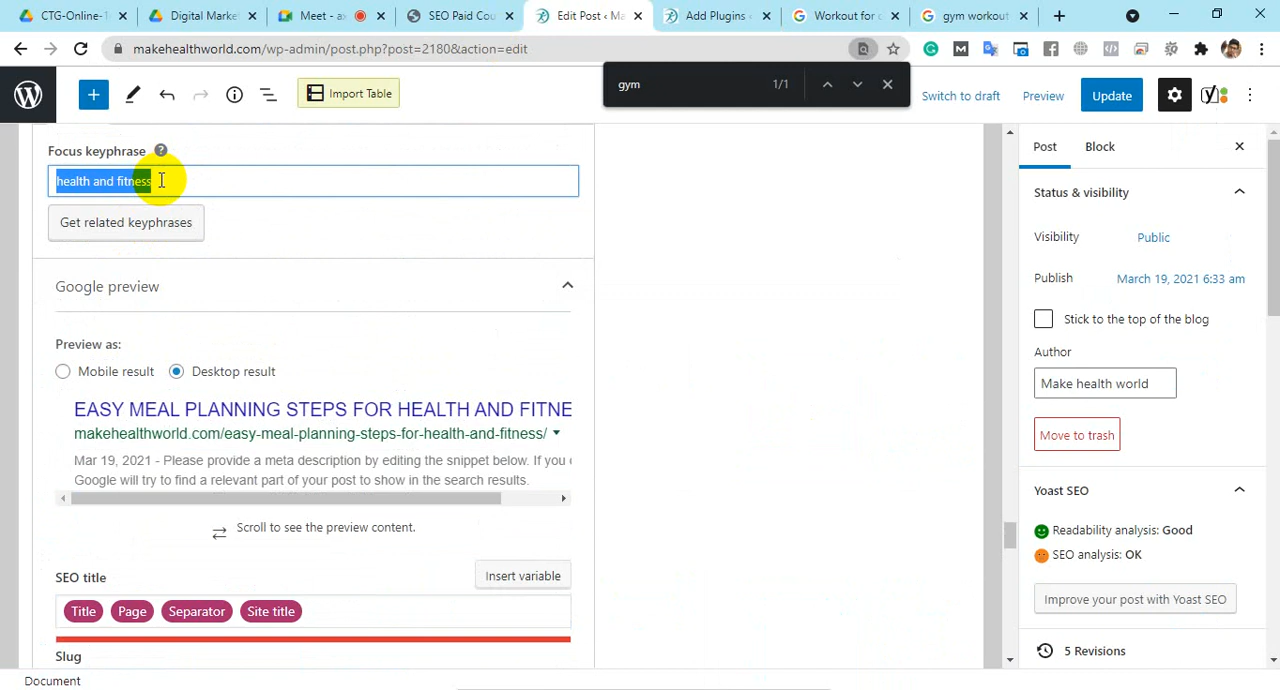 CTG-Online-1
Digital Market
Meet - ax
SEO Paid Cou
Edit Post ‹ Ma
Add Plugins ‹
Workout for c
gym workout
makehealthworld.com/wp-admin/post.php?post=2180&action=edit
gym 1/1
Import Table
Switch to draft
Preview
Update
Focus keyphrase
health and fitness
Get related keyphrases
Google preview
Preview as:
Mobile result
Desktop result
EASY MEAL PLANNING STEPS FOR HEALTH AND FITNE
makehealthworld.com/easy-meal-planning-steps-for-health-and-fitness/
Mar 19, 2021 - Please provide a meta description by editing the snippet below. If you
Google will try to find a relevant part of your post to show in the search results.
Scroll to see the preview content.
SEO title
Insert variable
Title Page Separator Site title
Slug
Document
Post Block
Status & visibility
Visibility Public
Publish March 19, 2021 6:33 am
Stick to the top of the blog
Author
Make health world
Move to trash
Yoast SEO
Readability analysis: Good
SEO analysis: OK
Improve your post with Yoast SEO
5 Revisions